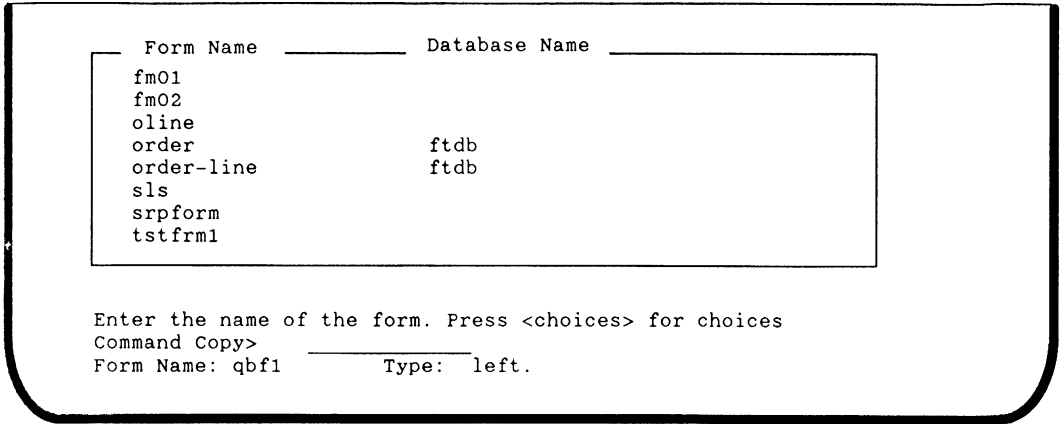 Form Name Database Name
fm01
fm02
oline
order ftdb
order-line ftdb
sls
srpform
tstfrm1
Enter the name of the form. Press <choices> for choices
Command Copy>
Form Name: qbf1 Type: left.